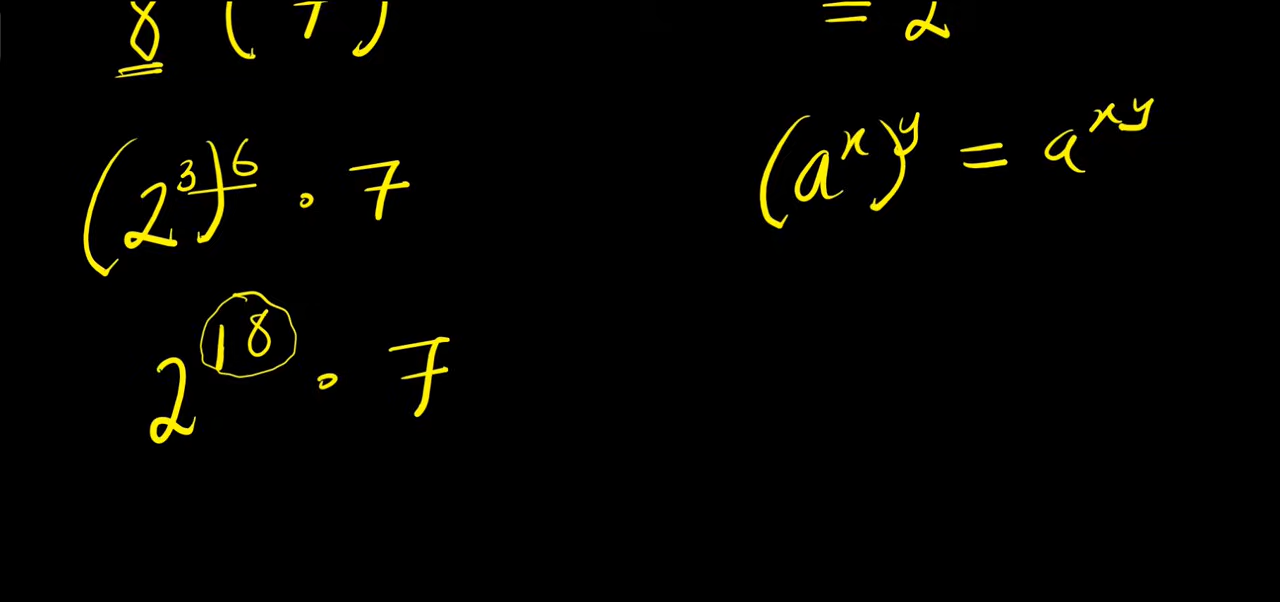 8 ( 7 )
= 2
(2³)⁶ · 7
(aˣ)ʸ = aˣʸ
2¹⁸ · 7